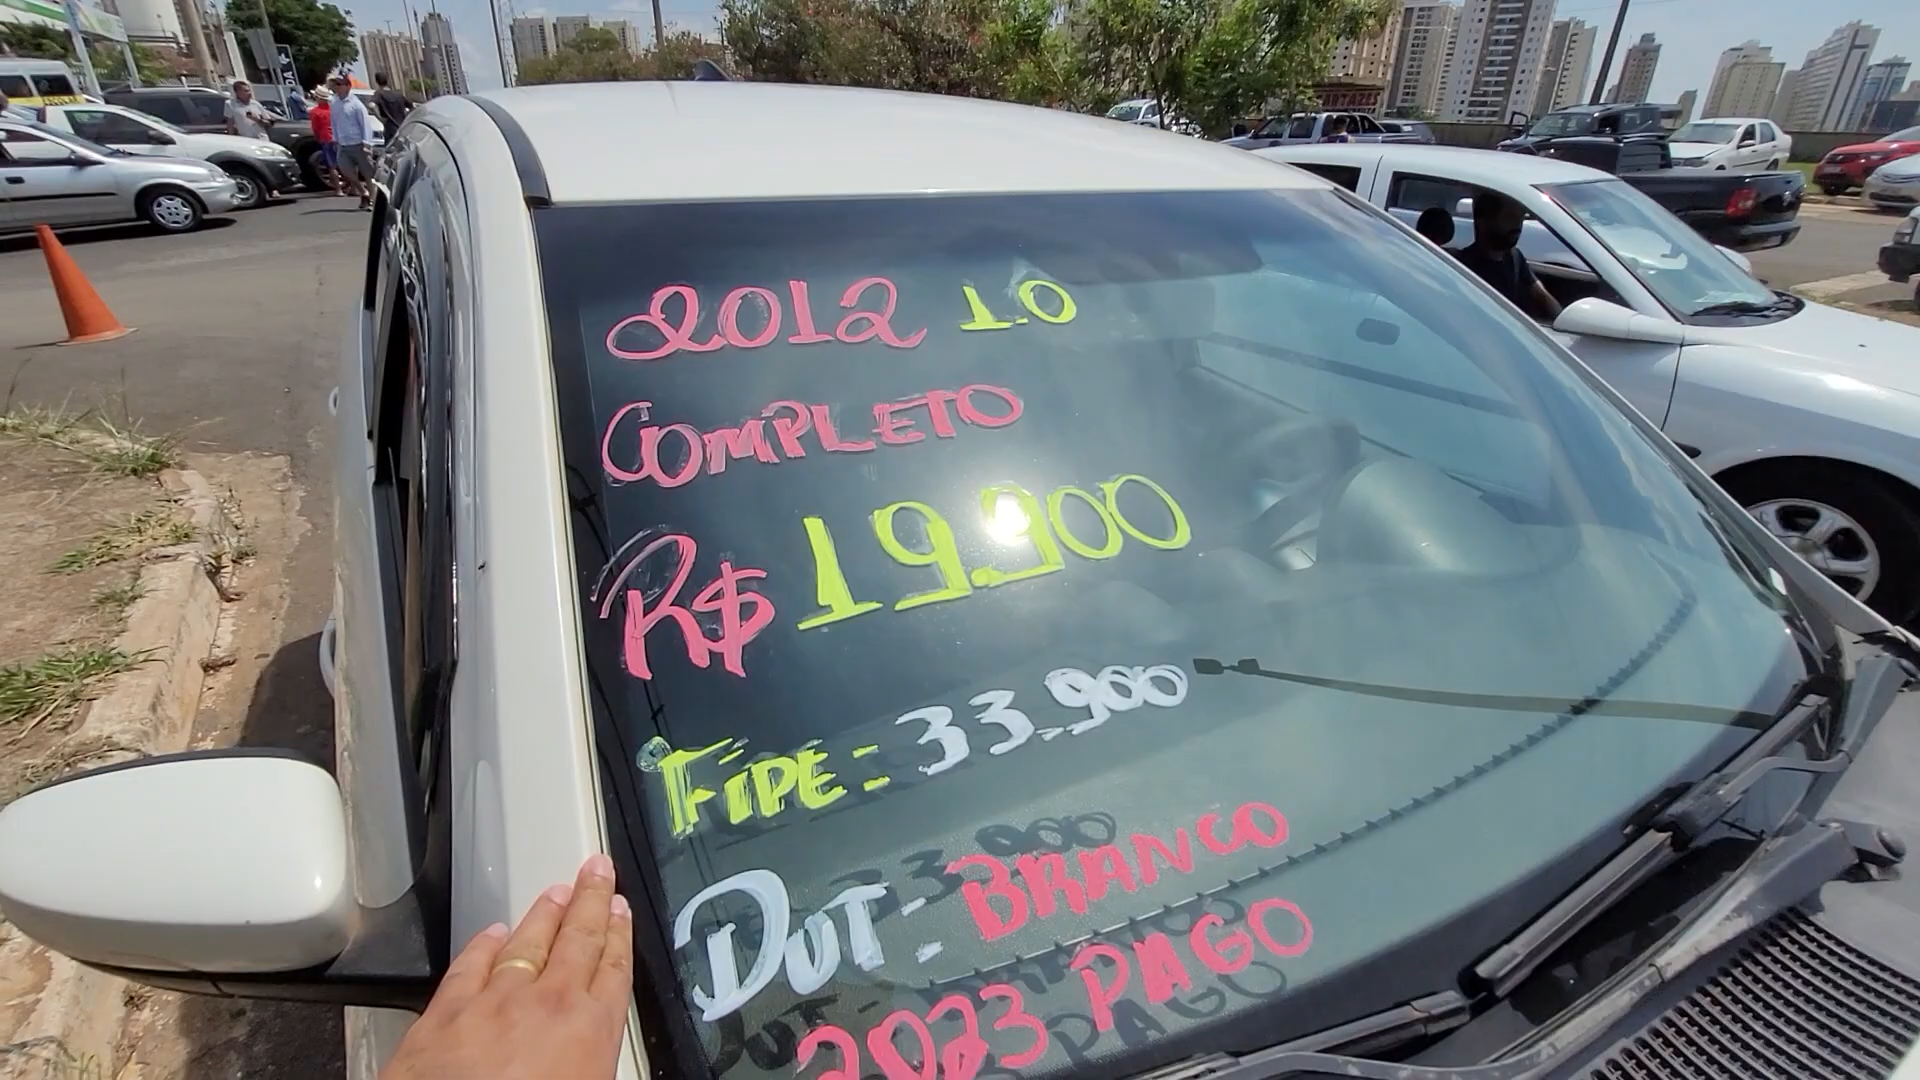 2012 1.0
COMPLETO
R$ 19.900
FIPE: 33.900
DUT: BRANCO
2023 PAGO